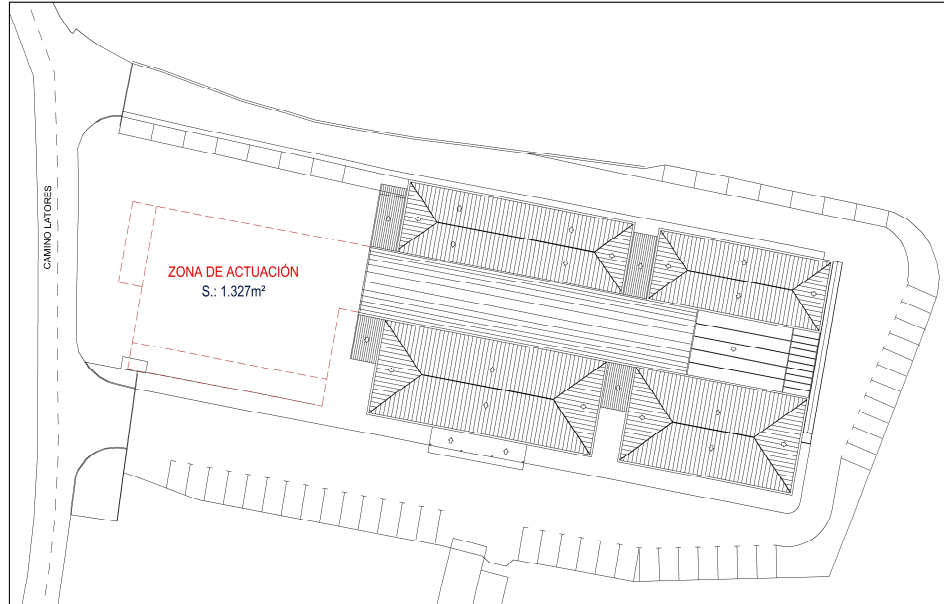 CAMINO LATORES
ZONA DE ACTUACIÓN
S.: 1.327m²